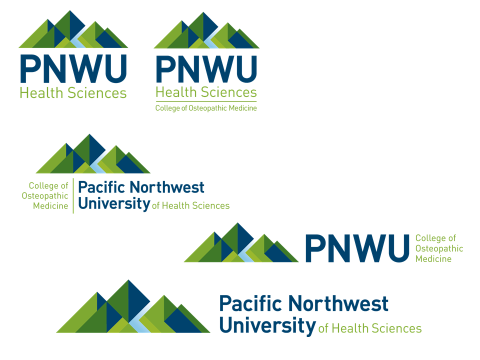 PNWU
Health Sciences
PNWU
Health Sciences
College of Osteopathic Medicine
College of
Osteopathic
Medicine
Pacific Northwest
University of Health Sciences
PNWU
College of
Osteopathic
Medicine
Pacific Northwest
University of Health Sciences